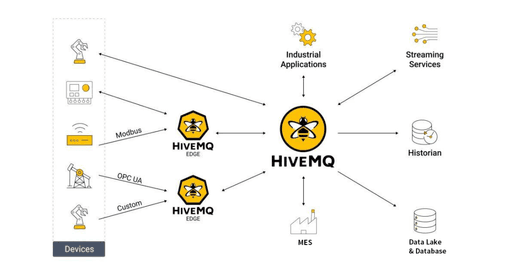 Industrial
Applications
Streaming
Services
Modbus
HIVEMQ
EDGE
HIVEMQ
Historian
OPC UA
Custom
HIVEMQ
EDGE
MES
Data Lake
& Database
Devices